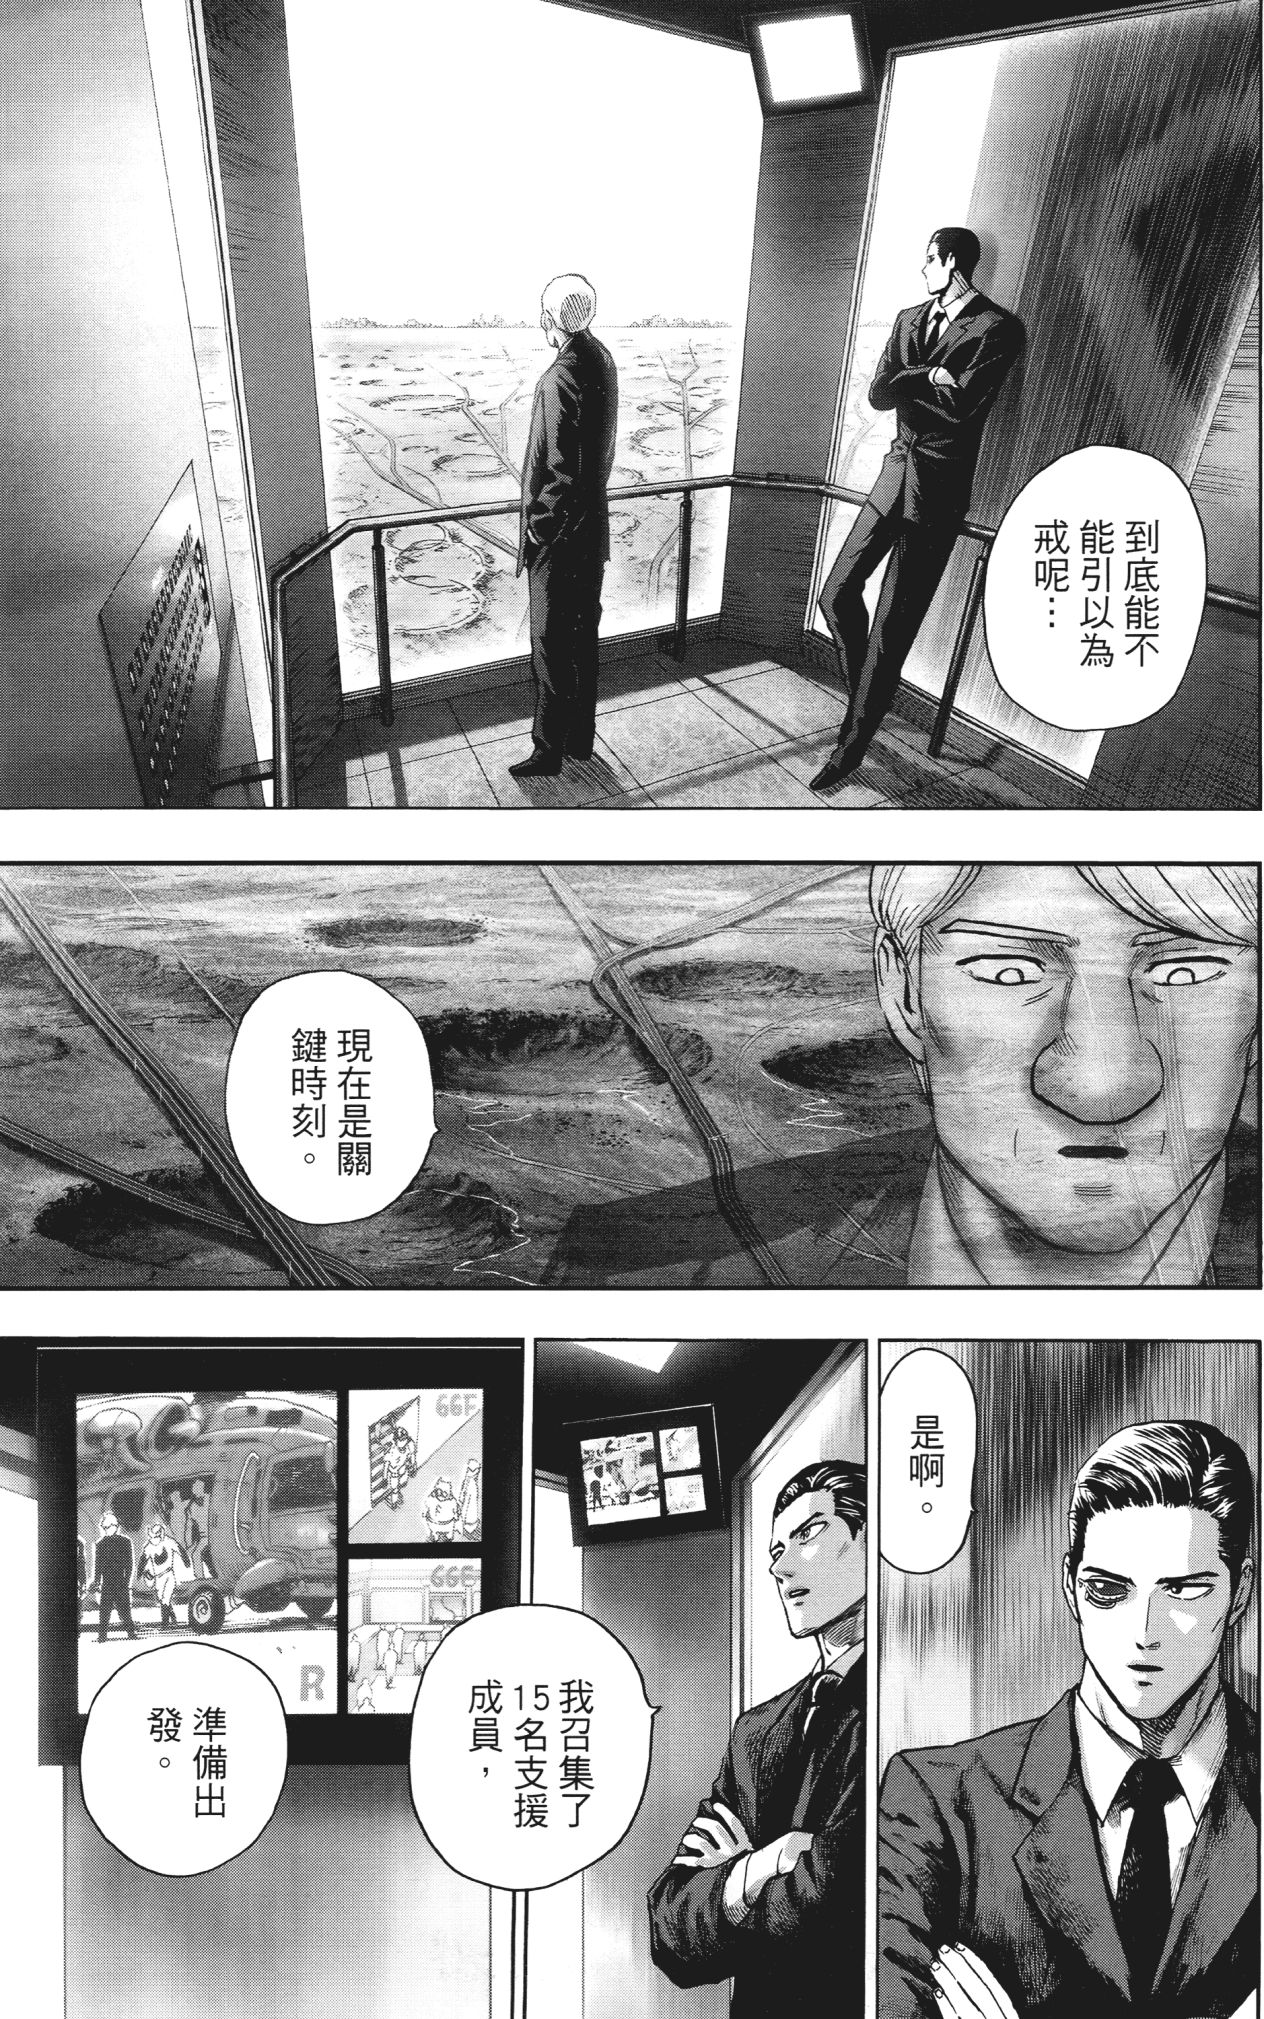 到底能不
能引以為
戒呢…
現在是關
鍵時刻。
是啊。
我召集了
15名支援
成員，
66F
66F
R
準備出
發。